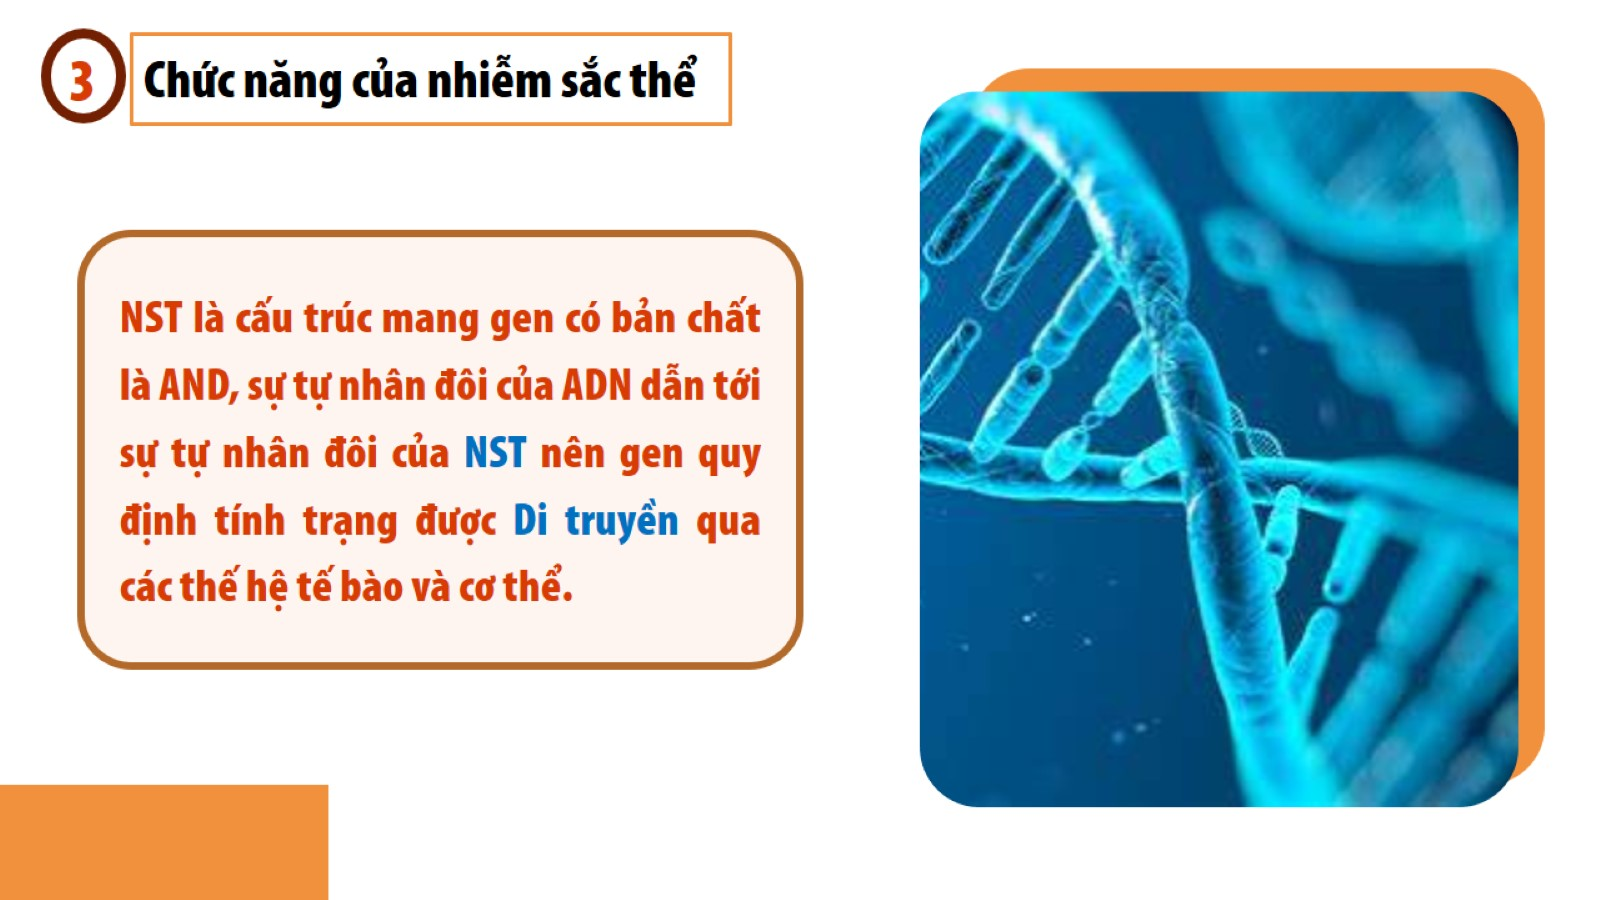 3
Chức năng của nhiễm sắc thể
NST là cấu trúc mang gen có bản chất
là AND, sự tự nhân đôi của ADN dẫn tới
sự tự nhân đôi của NST nên gen quy
định tính trạng được Di truyền qua
các thế hệ tế bào và cơ thể.